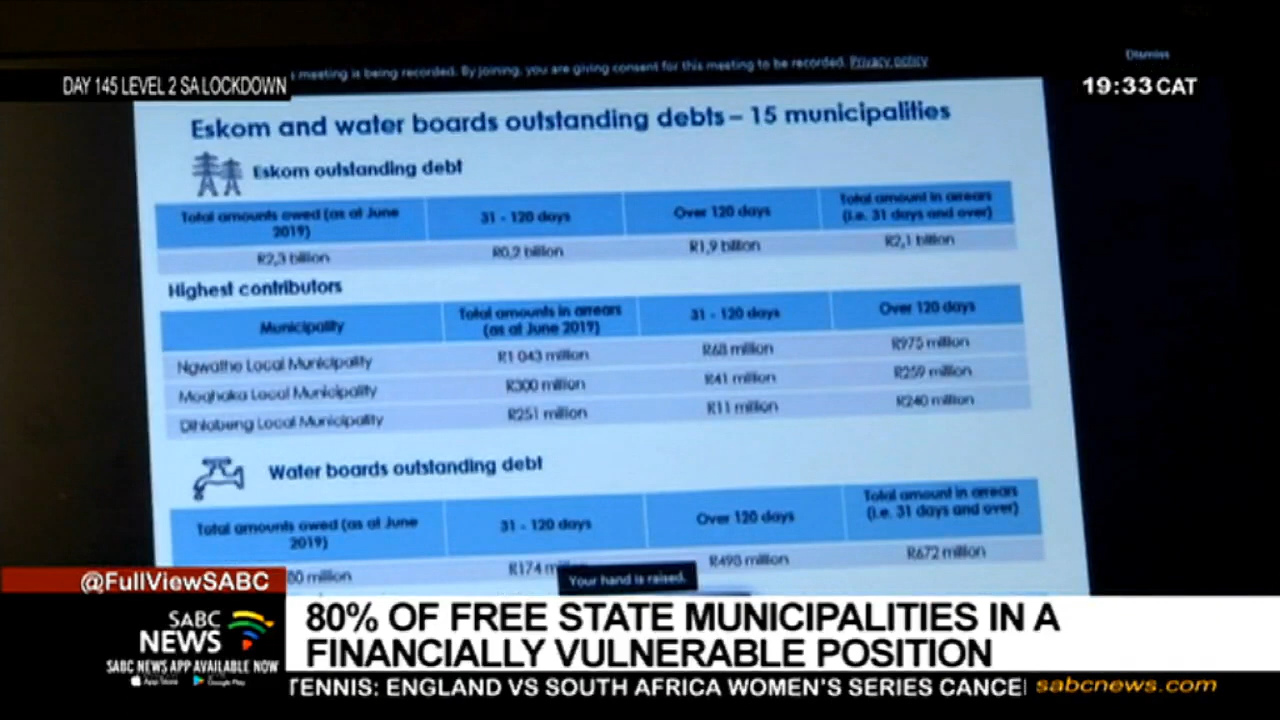 meeting is being recorded. By joining, you are giving consent for this meeting to be recorded. Privacy policy
Dismiss
DAY 145 LEVEL 2 SA LOCKDOWN
19:33 CAT
Eskom and water boards outstanding debts – 15 municipalities
Eskom outstanding debt
Total amounts owed (as at June 2019) 31 - 120 days Over 120 days Total amount in arrears (i.e. 31 days and over)
R2,3 billion R0,2 billion R1,9 billion R2,1 billion
Highest contributors
Municipality Total amounts in arrears (as at June 2019) 31 - 120 days Over 120 days
Ngwathe Local Municipality R1 043 million R68 million R975 million
Moqhaka Local Municipality R300 million R41 million R259 million
Dihlabeng Local Municipality R251 million R11 million R240 million
Water boards outstanding debt
Total amounts owed (as at June 2019) 31 - 120 days Over 120 days Total amount in arrears (i.e. 31 days and over)
80 million R174 m R498 million R672 million
Your hand is raised.
@FullViewSABC
SABC
NEWS
SABC NEWS APP AVAILABLE NOW
App Store Google Play
80% OF FREE STATE MUNICIPALITIES IN A
FINANCIALLY VULNERABLE POSITION
TENNIS: ENGLAND VS SOUTH AFRICA WOMEN'S SERIES CANCE
sabcnews.com